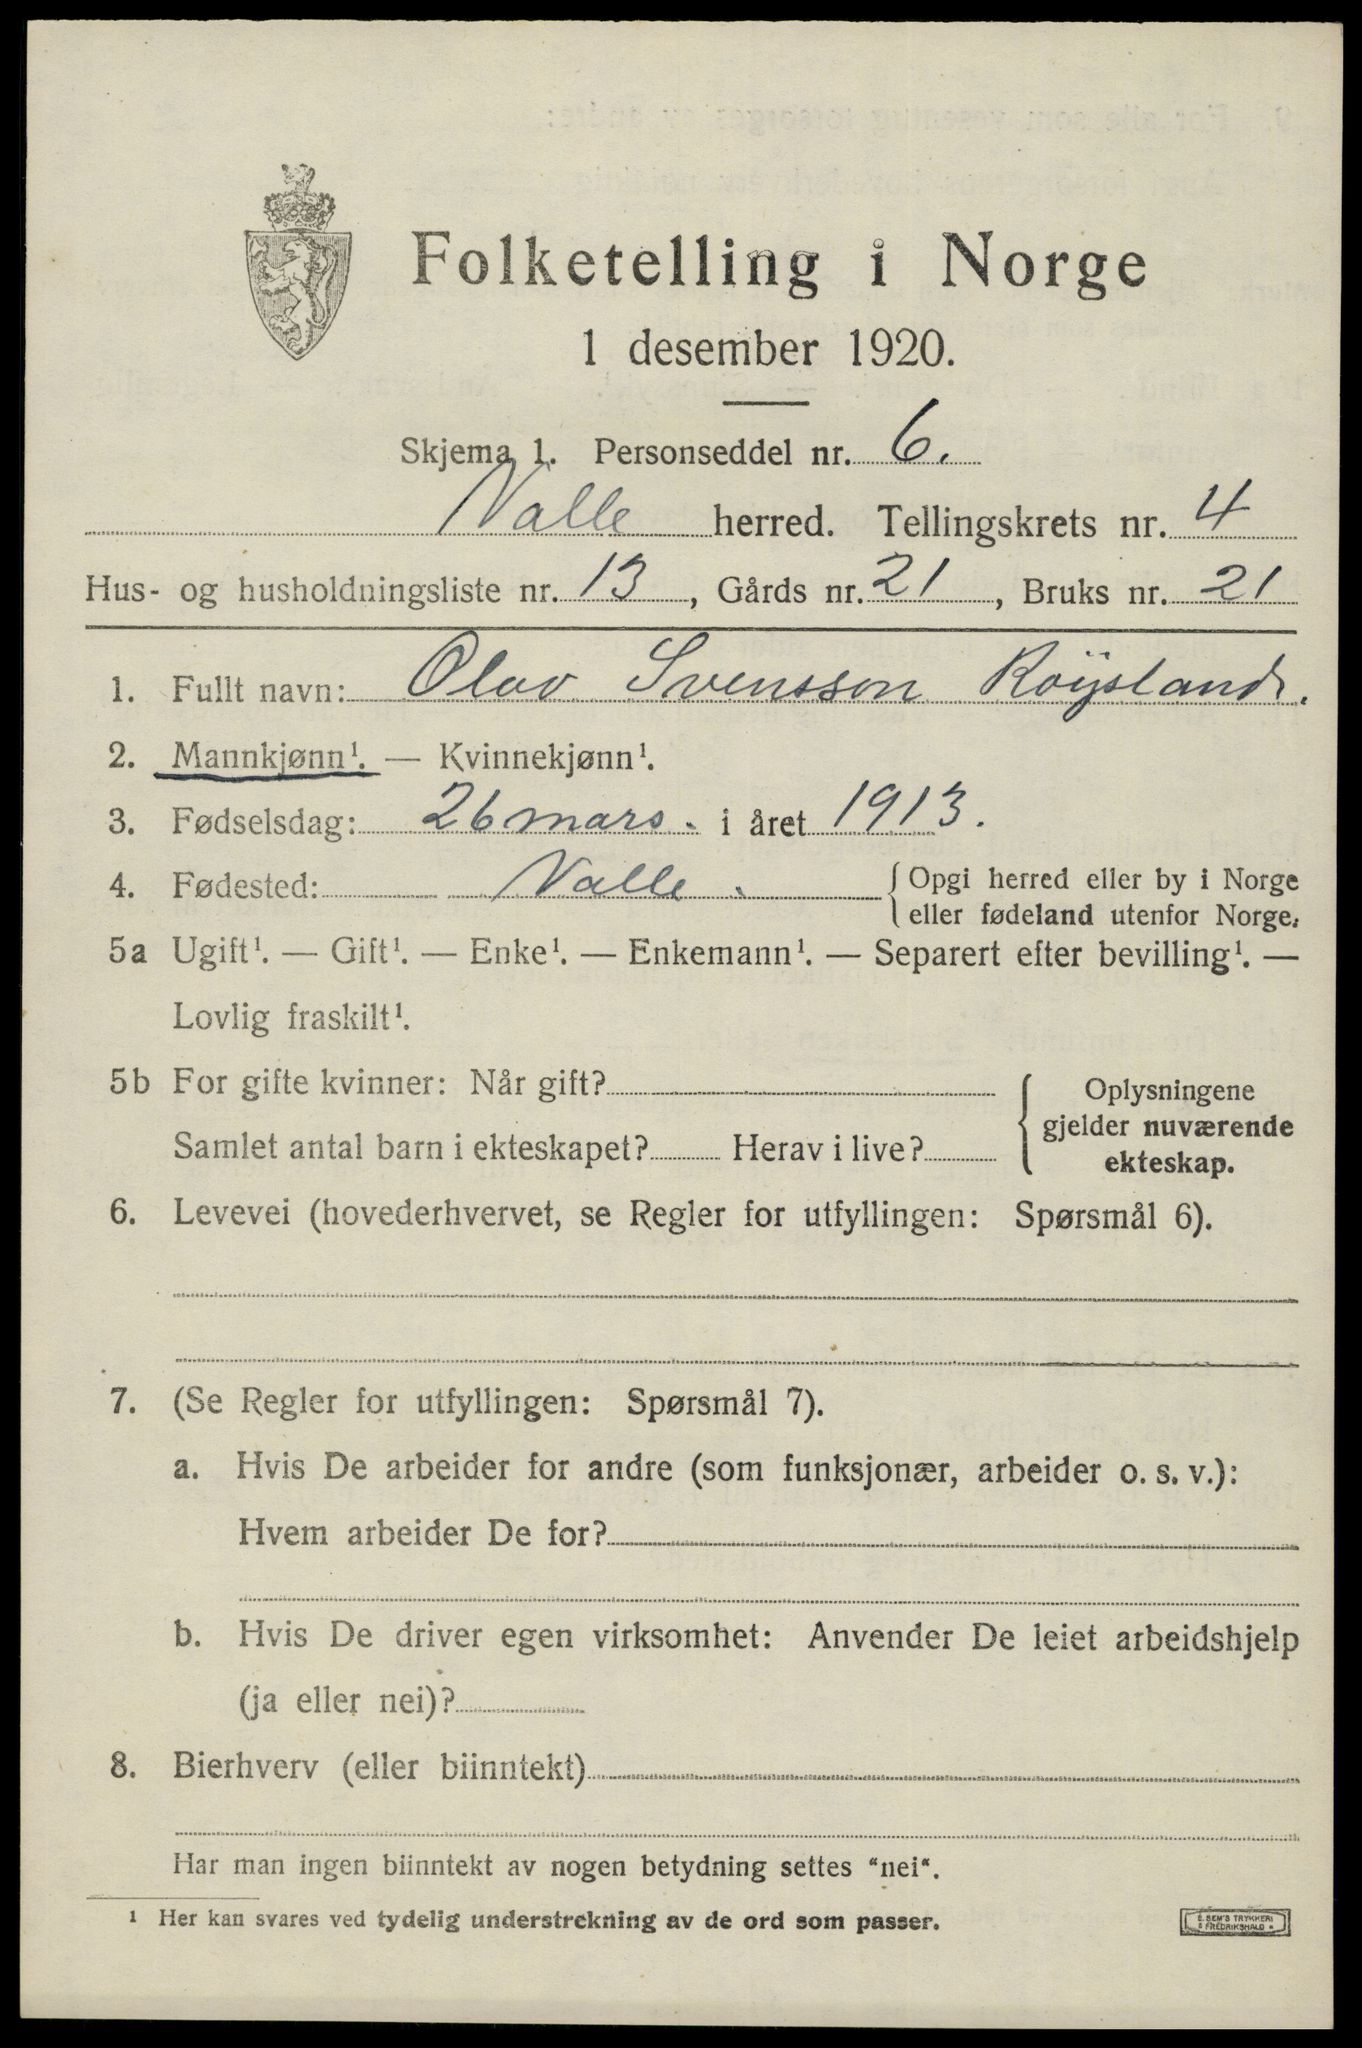 Folketelling i Norge
1 desember 1920.
Skjema 1. Personseddel nr. 6.
Valle herred. Tellingskrets nr. 4
Hus- og husholdningsliste nr. 13, Gårds nr. 21, Bruks nr. 21
1. Fullt navn: Olav Svensson Röijsland.
2. Mannkjønn¹. — Kvinnekjønn¹.
3. Fødselsdag: 26 mars. i året 1913.
4. Fødested: Valle. {Opgi herred eller by i Norge
eller fødeland utenfor Norge.
5a Ugift¹. — Gift¹. — Enke¹. — Enkemann¹. — Separert efter bevilling¹. —
Lovlig fraskilt¹.
5b For gifte kvinner: Når gift? { Oplysningene
gjelder nuværende
Samlet antal barn i ekteskapet? Herav i live?
ekteskap.
6. Levevei (hovederhvervet, se Regler for utfyllingen: Spørsmål 6).
7. (Se Regler for utfyllingen: Spørsmål 7).
a. Hvis De arbeider for andre (som funksjonær, arbeider o. s. v.):
Hvem arbeider De for?
b. Hvis De driver egen virksomhet: Anvender De leiet arbeidshjelp
(ja eller nei)?
8. Bierhverv (eller biinntekt)
Har man ingen biinntekt av nogen betydning settes "nei".
¹ Her kan svares ved tydelig understrekning av de ord som passer.
E. SEM'S TRYKKERI
FREDRIKSHALD